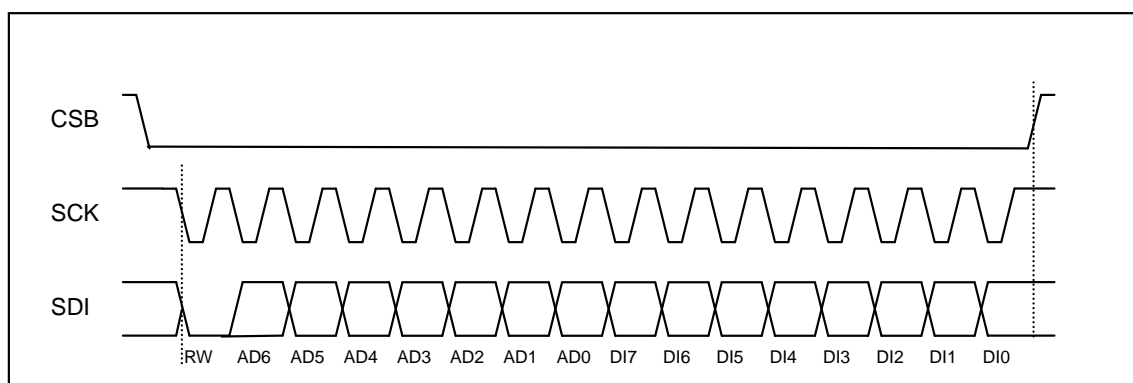 CSB
SCK
SDI
RW AD6 AD5 AD4 AD3 AD2 AD1 AD0 DI7 DI6 DI5 DI4 DI3 DI2 DI1 DI0